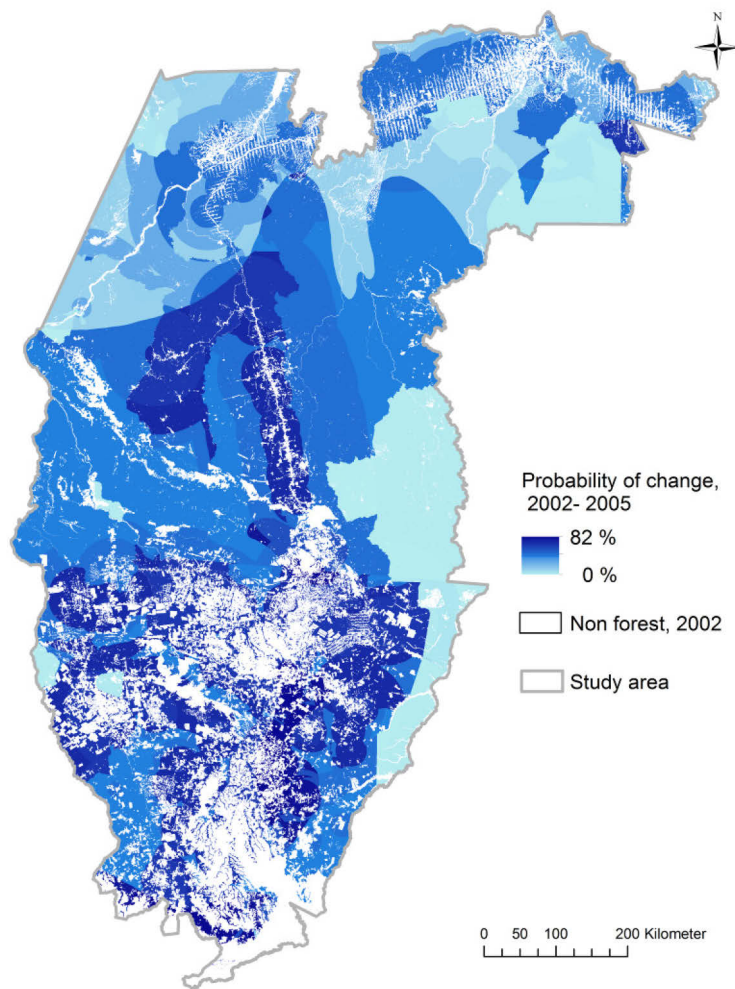 N
Probability of change,
2002- 2005
82 %
0 %
Non forest, 2002
Study area
0 50 100 200 Kilometer